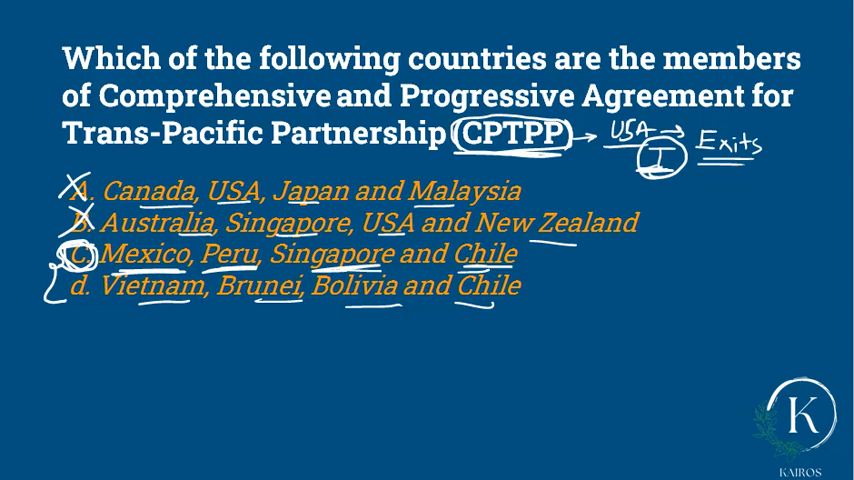 Which of the following countries are the members
of Comprehensive and Progressive Agreement for
Trans-Pacific Partnership (CPTPP) → USA → Exits
I
A. Canada, USA, Japan and Malaysia
B. Australia, Singapore, USA and New Zealand
C. Mexico, Peru, Singapore and Chile
d. Vietnam, Brunei, Bolivia and Chile
K
KAIROS